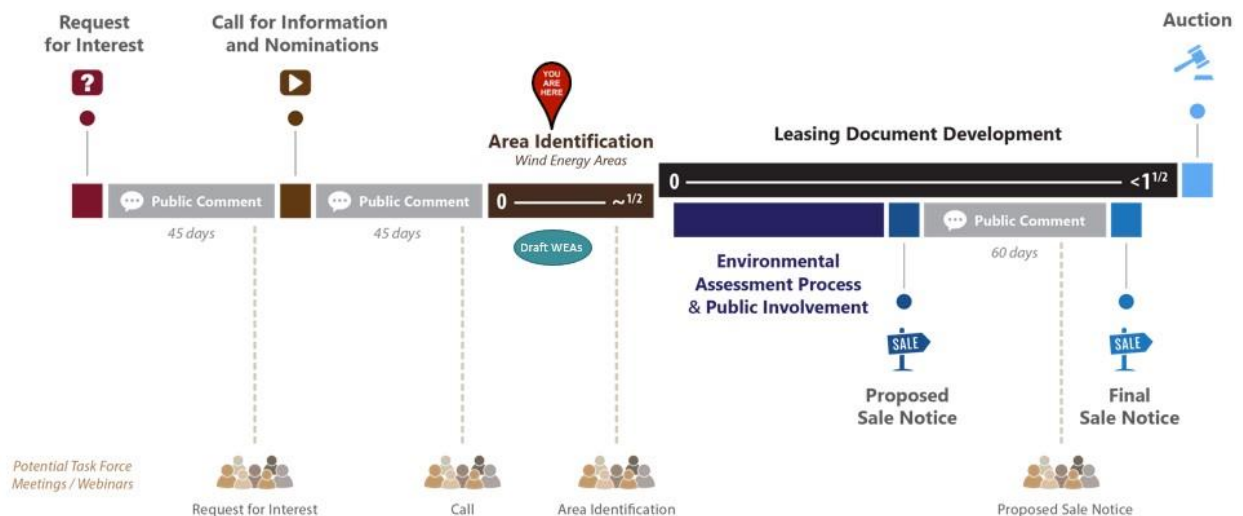 Request
for Interest
?
Call for Information
and Nominations
YOU
ARE
HERE
Auction
Area Identification
Wind Energy Areas
Leasing Document Development
Public Comment
45 days
Public Comment
45 days
0 ~1/2
Draft WEAs
0 <1 1/2
Public Comment
60 days
Environmental
Assessment Process
& Public Involvement
SALE
Proposed
Sale Notice
SALE
Final
Sale Notice
Potential Task Force
Meetings / Webinars
Request for Interest
Call
Area Identification
Proposed Sale Notice